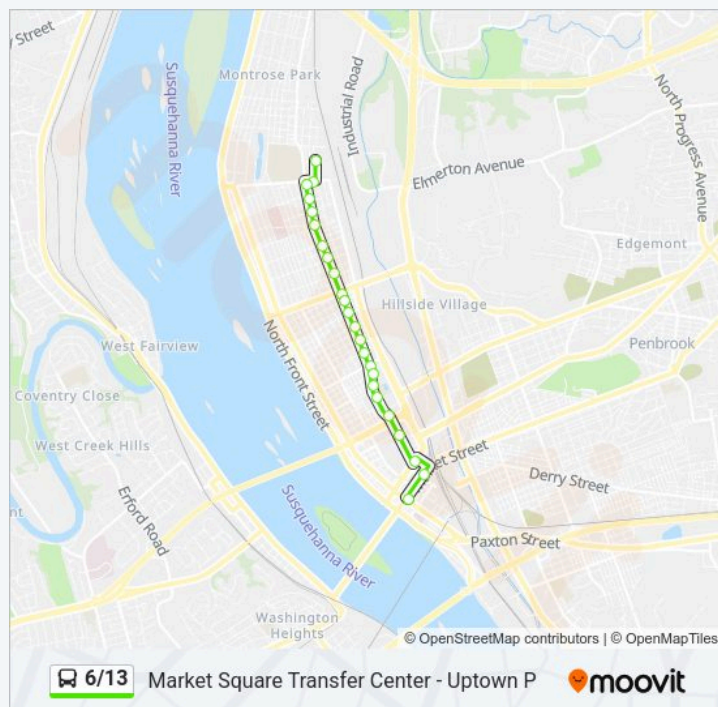 Street
Montrose Park
Susquehanna River
Industrial Road
North Progress Avenue
Elmerton Avenue
Edgemont
Hillside Village
West Fairview
Penbrook
North Front Street
Coventry Close
West Creek Hills
et Street
Derry Street
Erford Road
nt
Susquehanna River
Paxton Street
Washington
Heights
© OpenStreetMap contributors | © OpenMapTiles
6/13 Market Square Transfer Center - Uptown P moovit